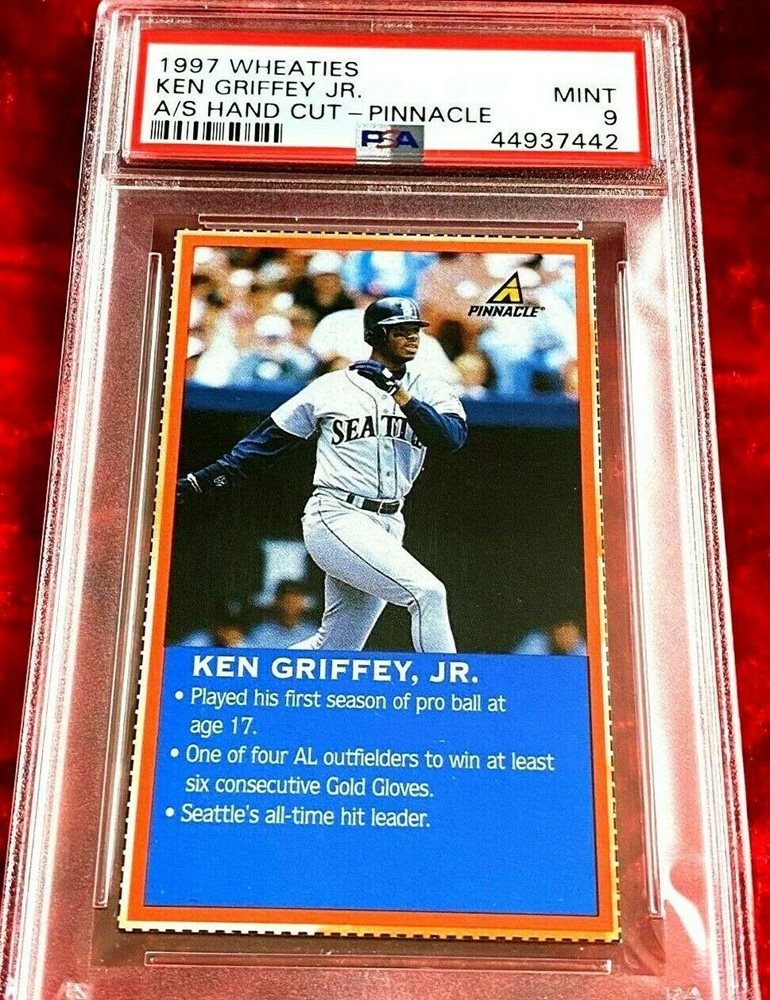 1997 WHEATIES
KEN GRIFFEY JR.
A/S HAND CUT – PINNACLE
MINT
9
PSA
44937442
PINNACLE®
SEATT
KEN GRIFFEY, JR.
• Played his first season of pro ball at
age 17.
• One of four AL outfielders to win at least
six consecutive Gold Gloves.
• Seattle's all-time hit leader.